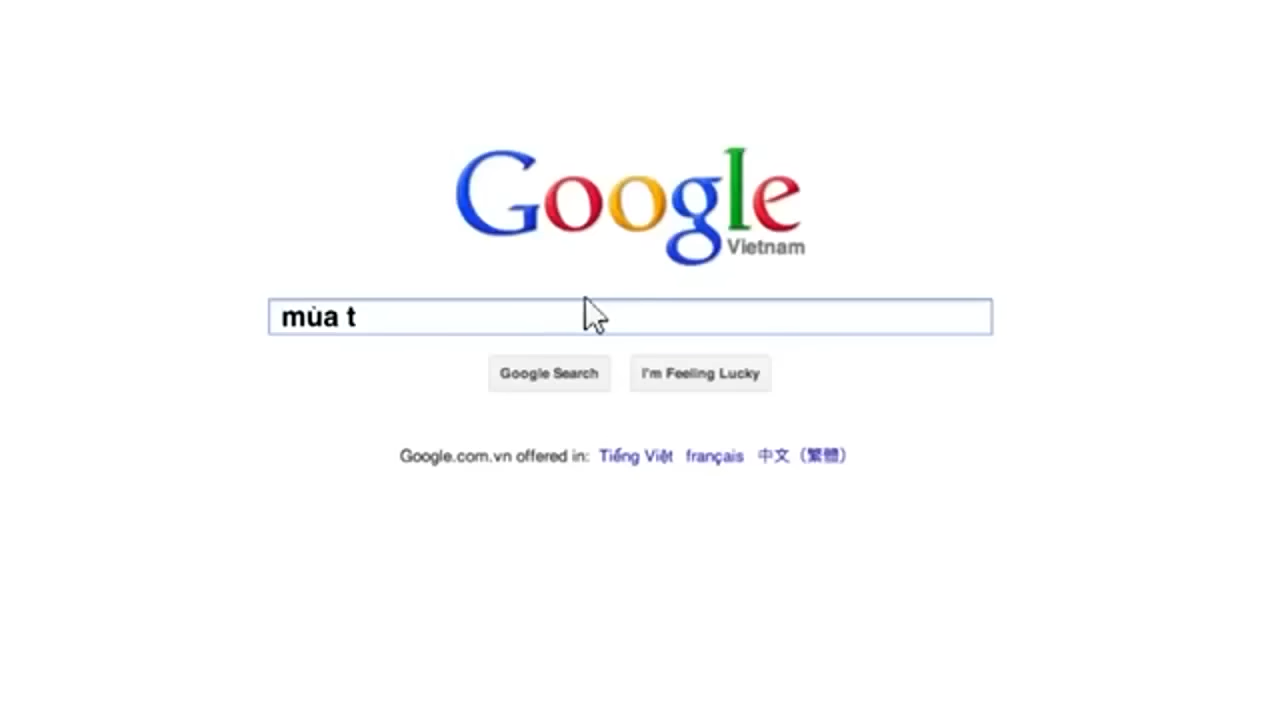 Google
Vietnam
mùa t
Google Search I'm Feeling Lucky
Google.com.vn offered in: Tiếng Việt français 中文（繁體）